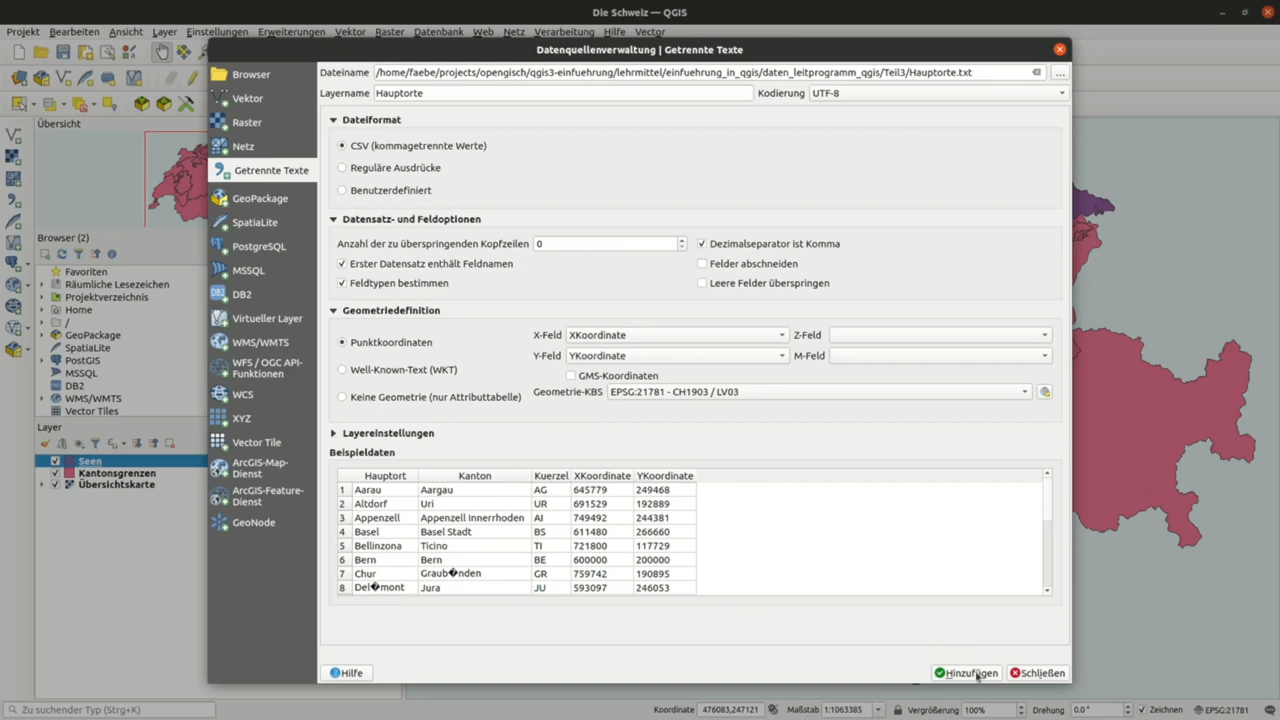 Die Schweiz — QGIS
Projekt Bearbeiten Ansicht Layer Einstellungen Erweiterungen Vektor Raster Datenbank Web Netz Verarbeitung Hilfe Vector
Datenquellenverwaltung | Getrennte Texte
Browser
Vektor
Raster
Netz
Getrennte Texte
GeoPackage
SpatiaLite
PostgreSQL
MSSQL
DB2
Virtueller Layer
WMS/WMTS
WFS / OGC API-
Funktionen
WCS
XYZ
Vector Tile
ArcGIS-Map-
Dienst
ArcGIS-Feature-
Dienst
GeoNode
Dateiname /home/faebe/projects/opengisch/qgis3-einfuehrung/lehrmittel/einfuehrung_in_qgis/daten_leitprogramm_qgis/Teil3/Hauptorte.txt ...
Layername Hauptorte Kodierung UTF-8
Dateiformat
CSV (kommagetrennte Werte)
Reguläre Ausdrücke
Benutzerdefiniert
Datensatz- und Feldoptionen
Anzahl der zu überspringenden Kopfzeilen 0 Dezimalseparator ist Komma
Erster Datensatz enthält Feldnamen Felder abschneiden
Feldtypen bestimmen Leere Felder überspringen
Geometriedefinition
Punktkoordinaten
Well-Known-Text (WKT)
Keine Geometrie (nur Attributtabelle)
X-Feld XKoordinate Z-Feld
Y-Feld YKoordinate M-Feld
GMS-Koordinaten
Geometrie-KBS EPSG:21781 - CH1903 / LV03
Layereinstellungen
Beispieldaten
Hauptort Kanton Kuerzel XKoordinate YKoordinate
1 Aarau Aargau AG 645779 249468
2 Altdorf Uri UR 691529 192889
3 Appenzell Appenzell Innerrhoden AI 749492 244381
4 Basel Basel Stadt BS 611480 266660
5 Bellinzona Ticino TI 721800 117729
6 Bern Bern BE 600000 200000
7 Chur Graub�nden GR 759742 190895
8 Del�mont Jura JU 593097 246053
Hilfe Hinzufügen Schließen
Übersicht
Browser (2)
Favoriten
Räumliche Lesezeichen
Projektverzeichnis
Home
/
GeoPackage
SpatiaLite
PostGIS
MSSQL
DB2
WMS/WMTS
Vector Tiles
Layer
Seen
Kantonsgrenzen
Übersichtskarte
Zu suchender Typ (Strg+K) Koordinate 476083,247121 Maßstab 1:1063385 Vergrößerung 100% Drehung 0.0 ° Zeichnen EPSG:21781